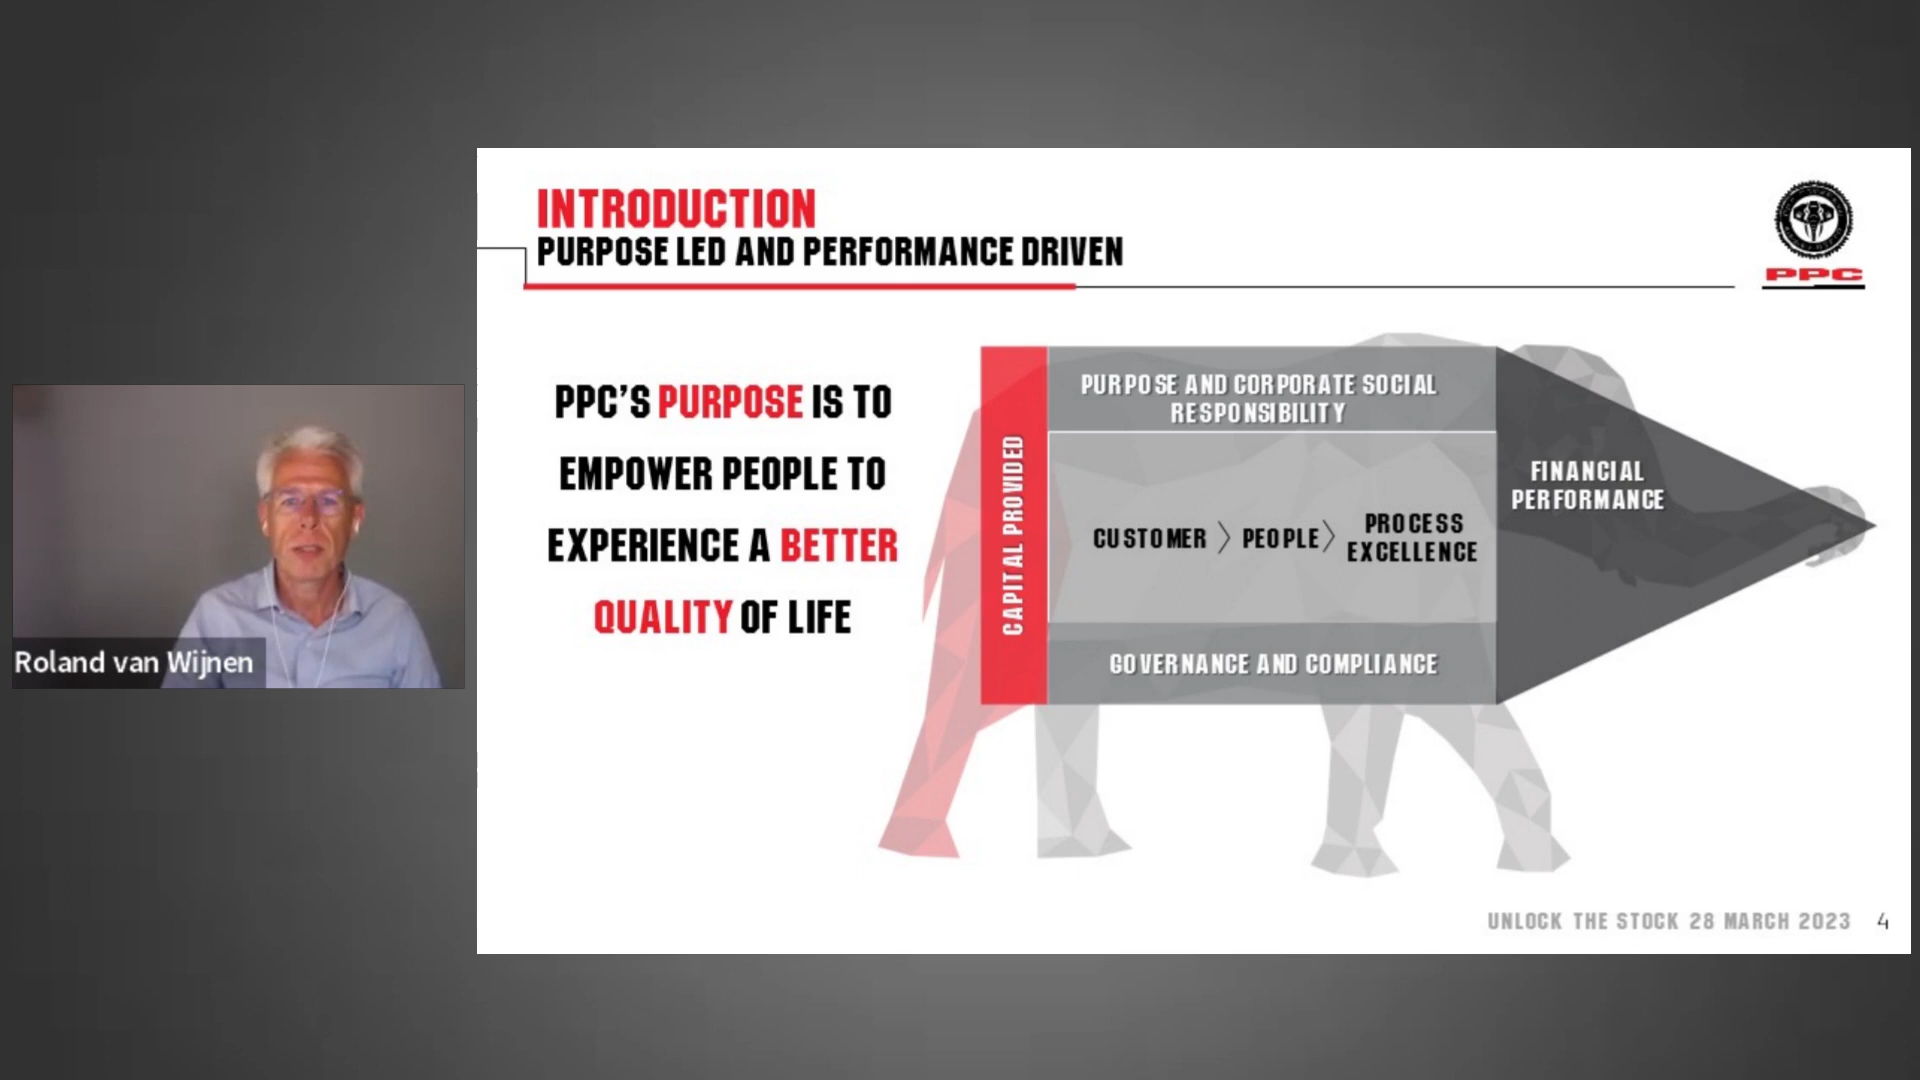 INTRODUCTION
PURPOSE LED AND PERFORMANCE DRIVEN
PPC
PPC'S PURPOSE IS TO
EMPOWER PEOPLE TO
EXPERIENCE A BETTER
QUALITY OF LIFE
CAPITAL PROVIDED
PURPOSE AND CORPORATE SOCIAL
RESPONSIBILITY
CUSTOMER
PEOPLE
PROCESS
EXCELLENCE
GOVERNANCE AND COMPLIANCE
FINANCIAL
PERFORMANCE
Roland van Wijnen
UNLOCK THE STOCK 28 MARCH 2023 4